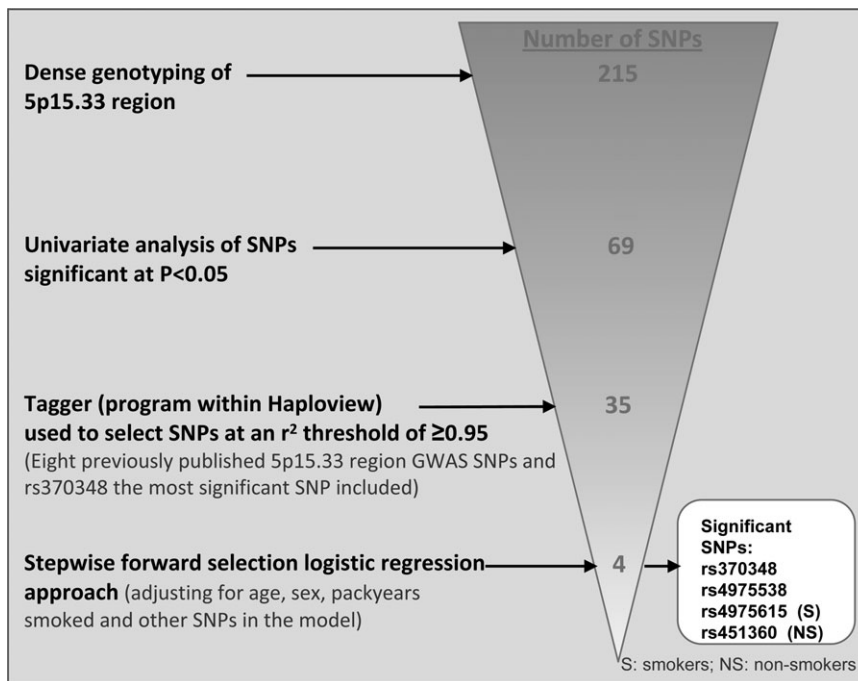 Number of SNPs
Dense genotyping of
5p15.33 region
215
Univariate analysis of SNPs
significant at P<0.05
69
Tagger (program within Haploview)
used to select SNPs at an r² threshold of ≥0.95
(Eight previously published 5p15.33 region GWAS SNPs and
rs370348 the most significant SNP included)
35
Stepwise forward selection logistic regression
approach (adjusting for age, sex, packyears
smoked and other SNPs in the model)
4
Significant
SNPs:
rs370348
rs4975538
rs4975615 (S)
rs451360 (NS)
S: smokers; NS: non-smokers